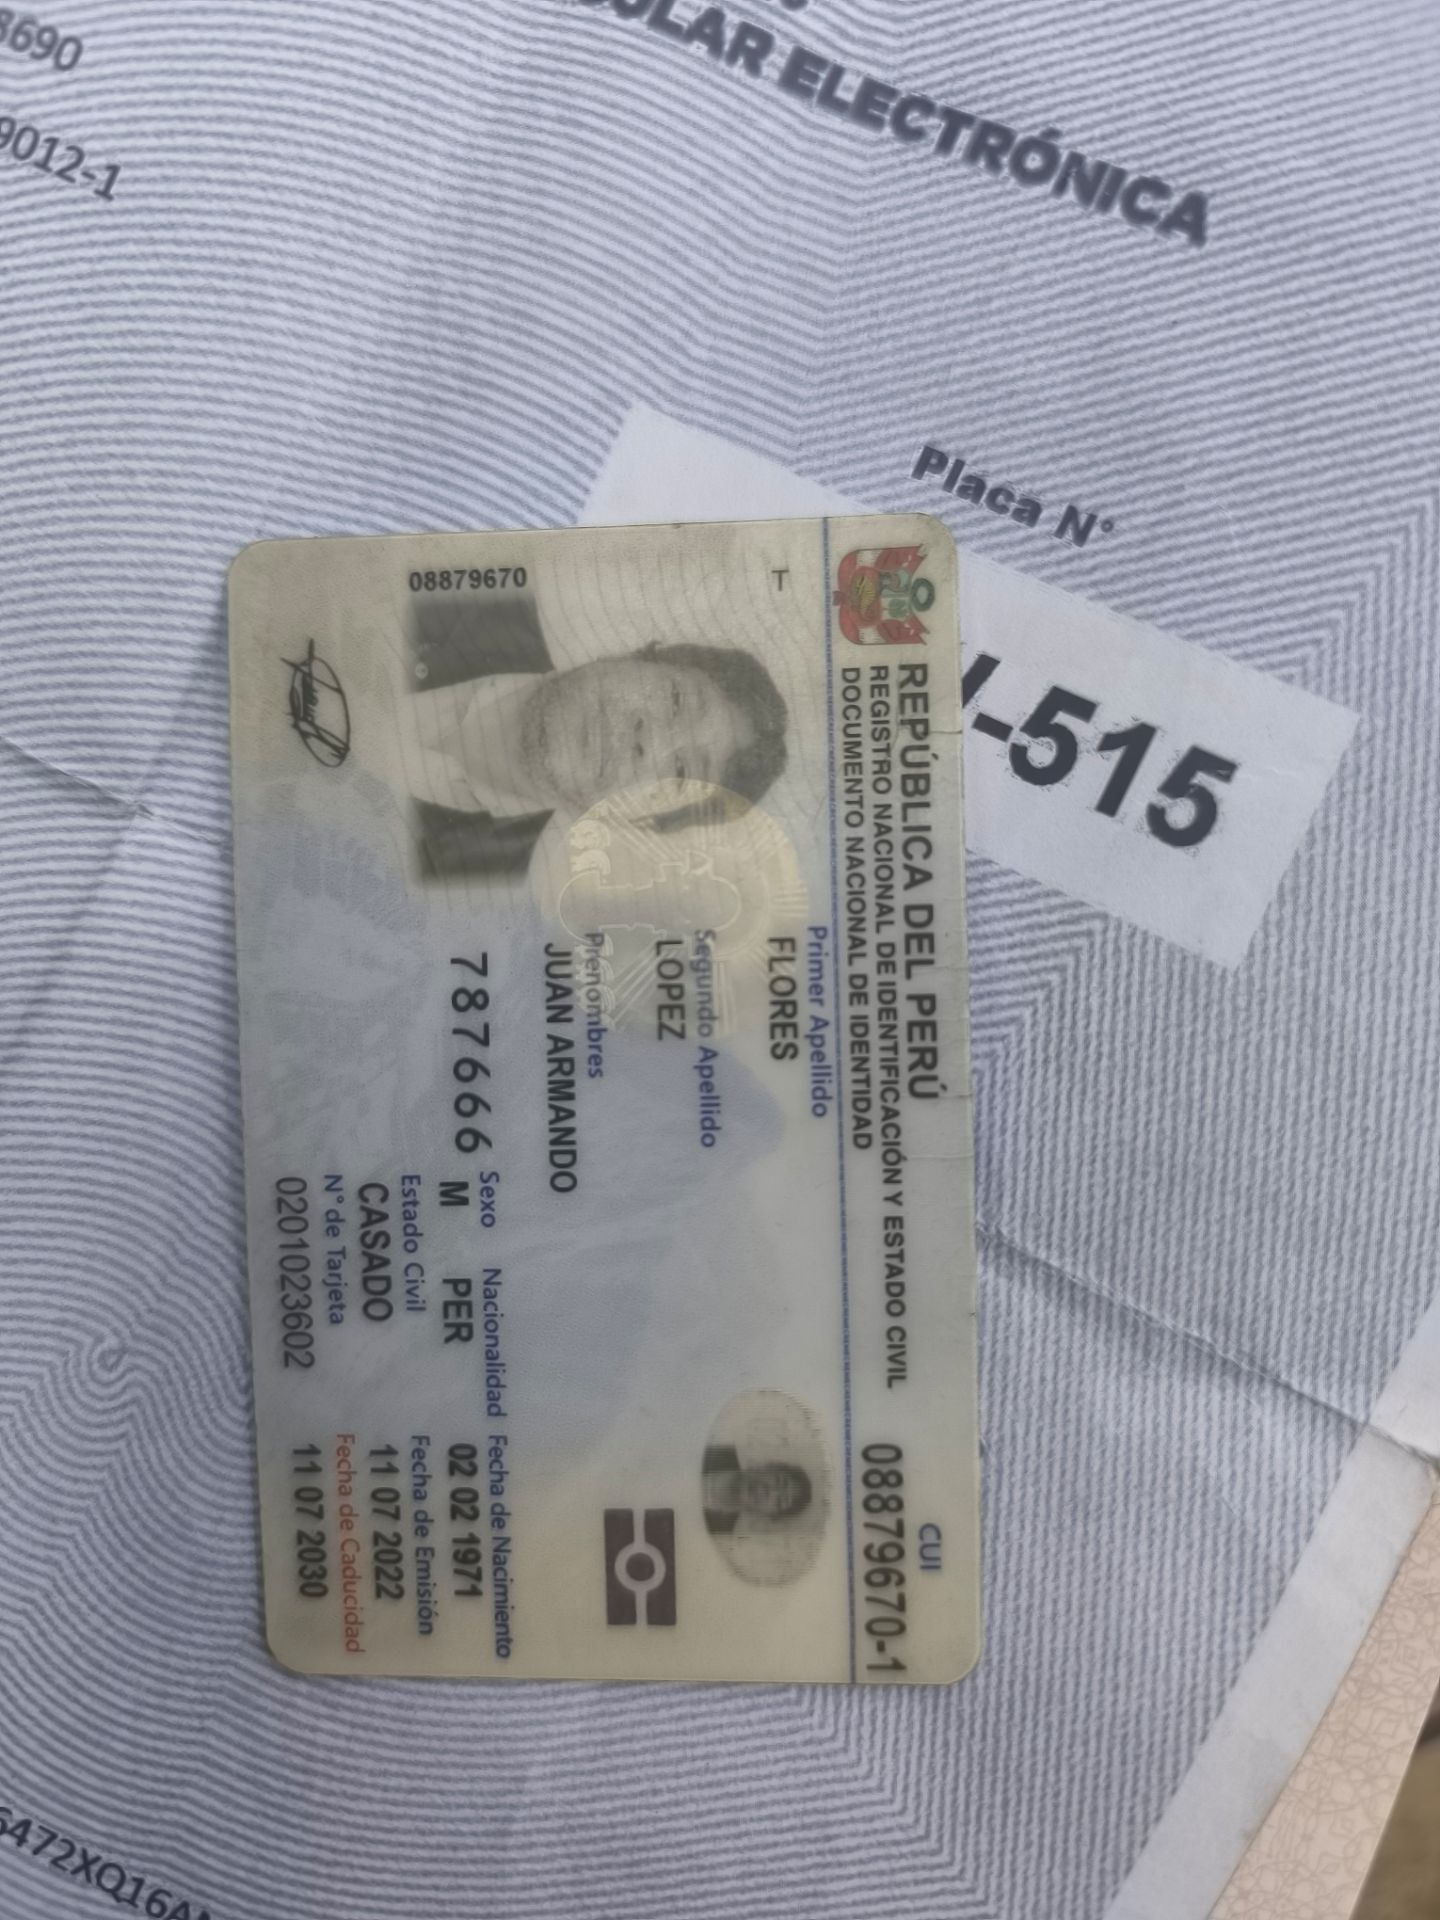 8690
9012-1
ULAR ELECTRÓNICA
Placa N°
-515
REPÚBLICA DEL PERÚ
REGISTRO NACIONAL DE IDENTIFICACIÓN Y ESTADO CIVIL
DOCUMENTO NACIONAL DE IDENTIDAD
CUI
08879670-1
Primer Apellido
FLORES
Segundo Apellido
LOPEZ
Prenombres
JUAN ARMANDO
787666
Sexo Nacionalidad Fecha de Nacimiento
M PER 02 02 1971
Estado Civil Fecha de Emisión
CASADO 11 07 2022
N° de Tarjeta Fecha de Caducidad
0201023602 11 07 2030
08879670
6472XQ16A